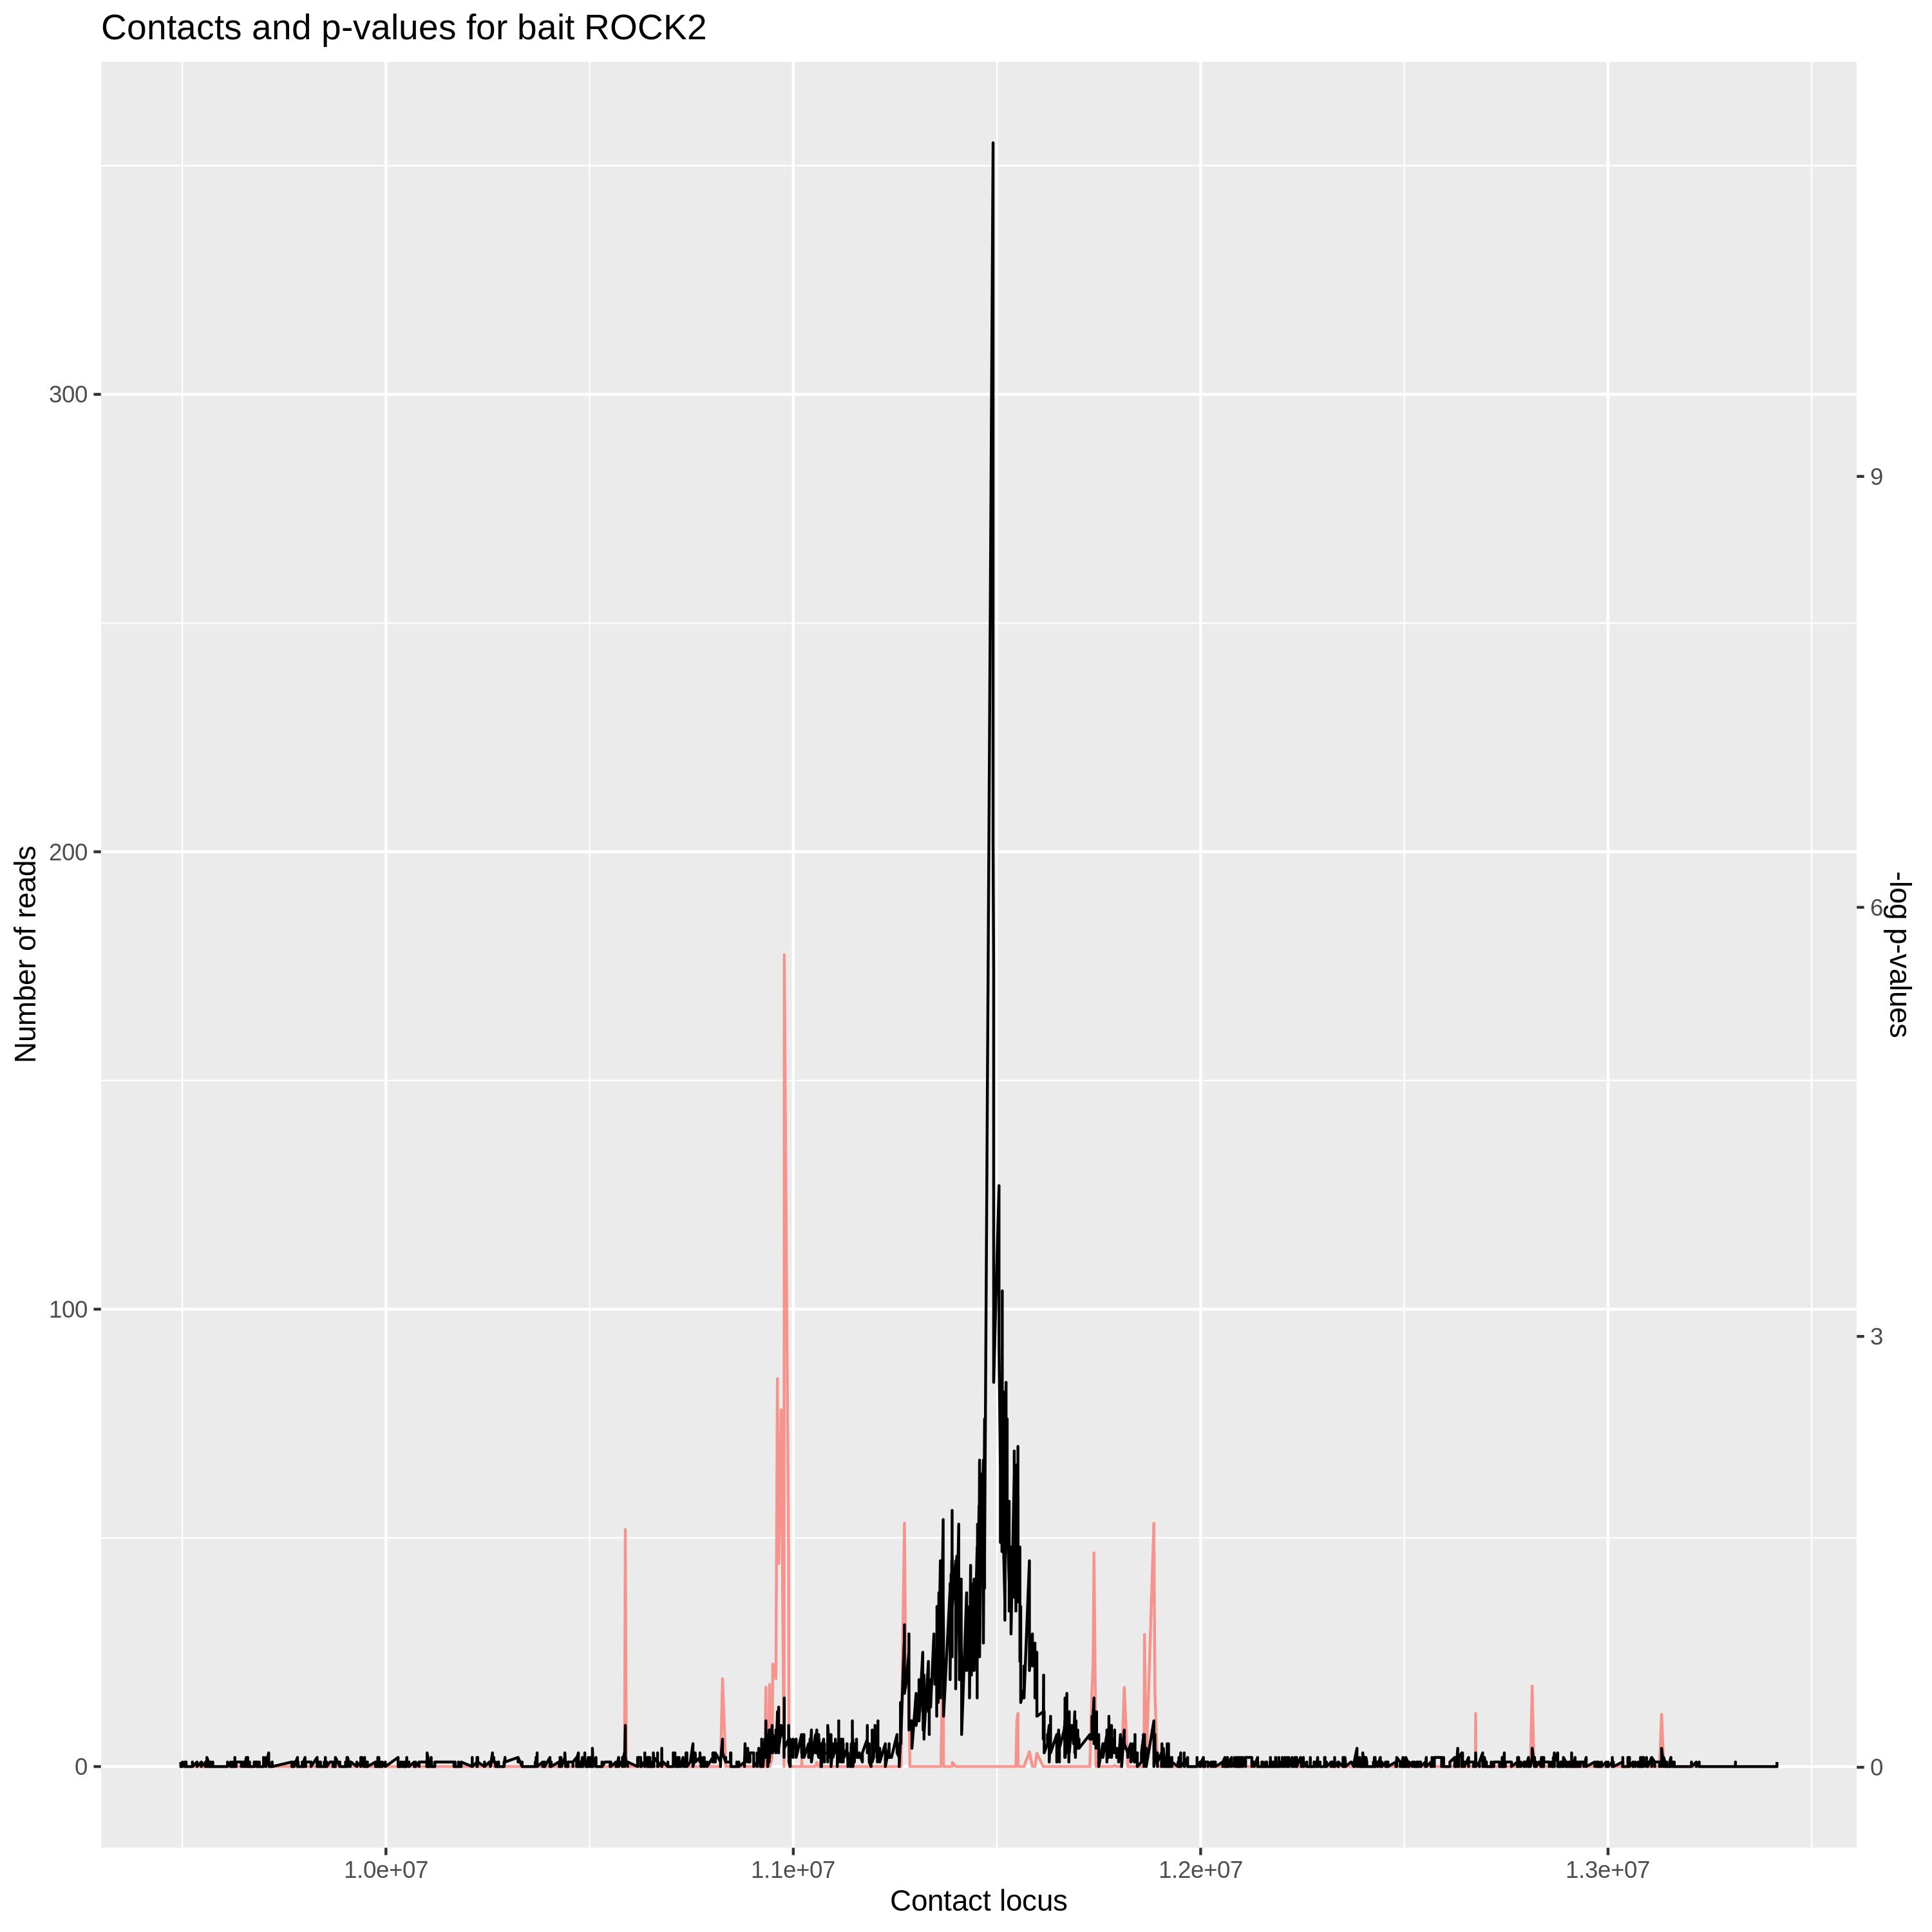 Contacts and p-values for bait ROCK2
Number of reads
300
200
100
0
9
6
3
0
-log p-values
1.0e+07
1.1e+07
1.2e+07
1.3e+07
Contact locus